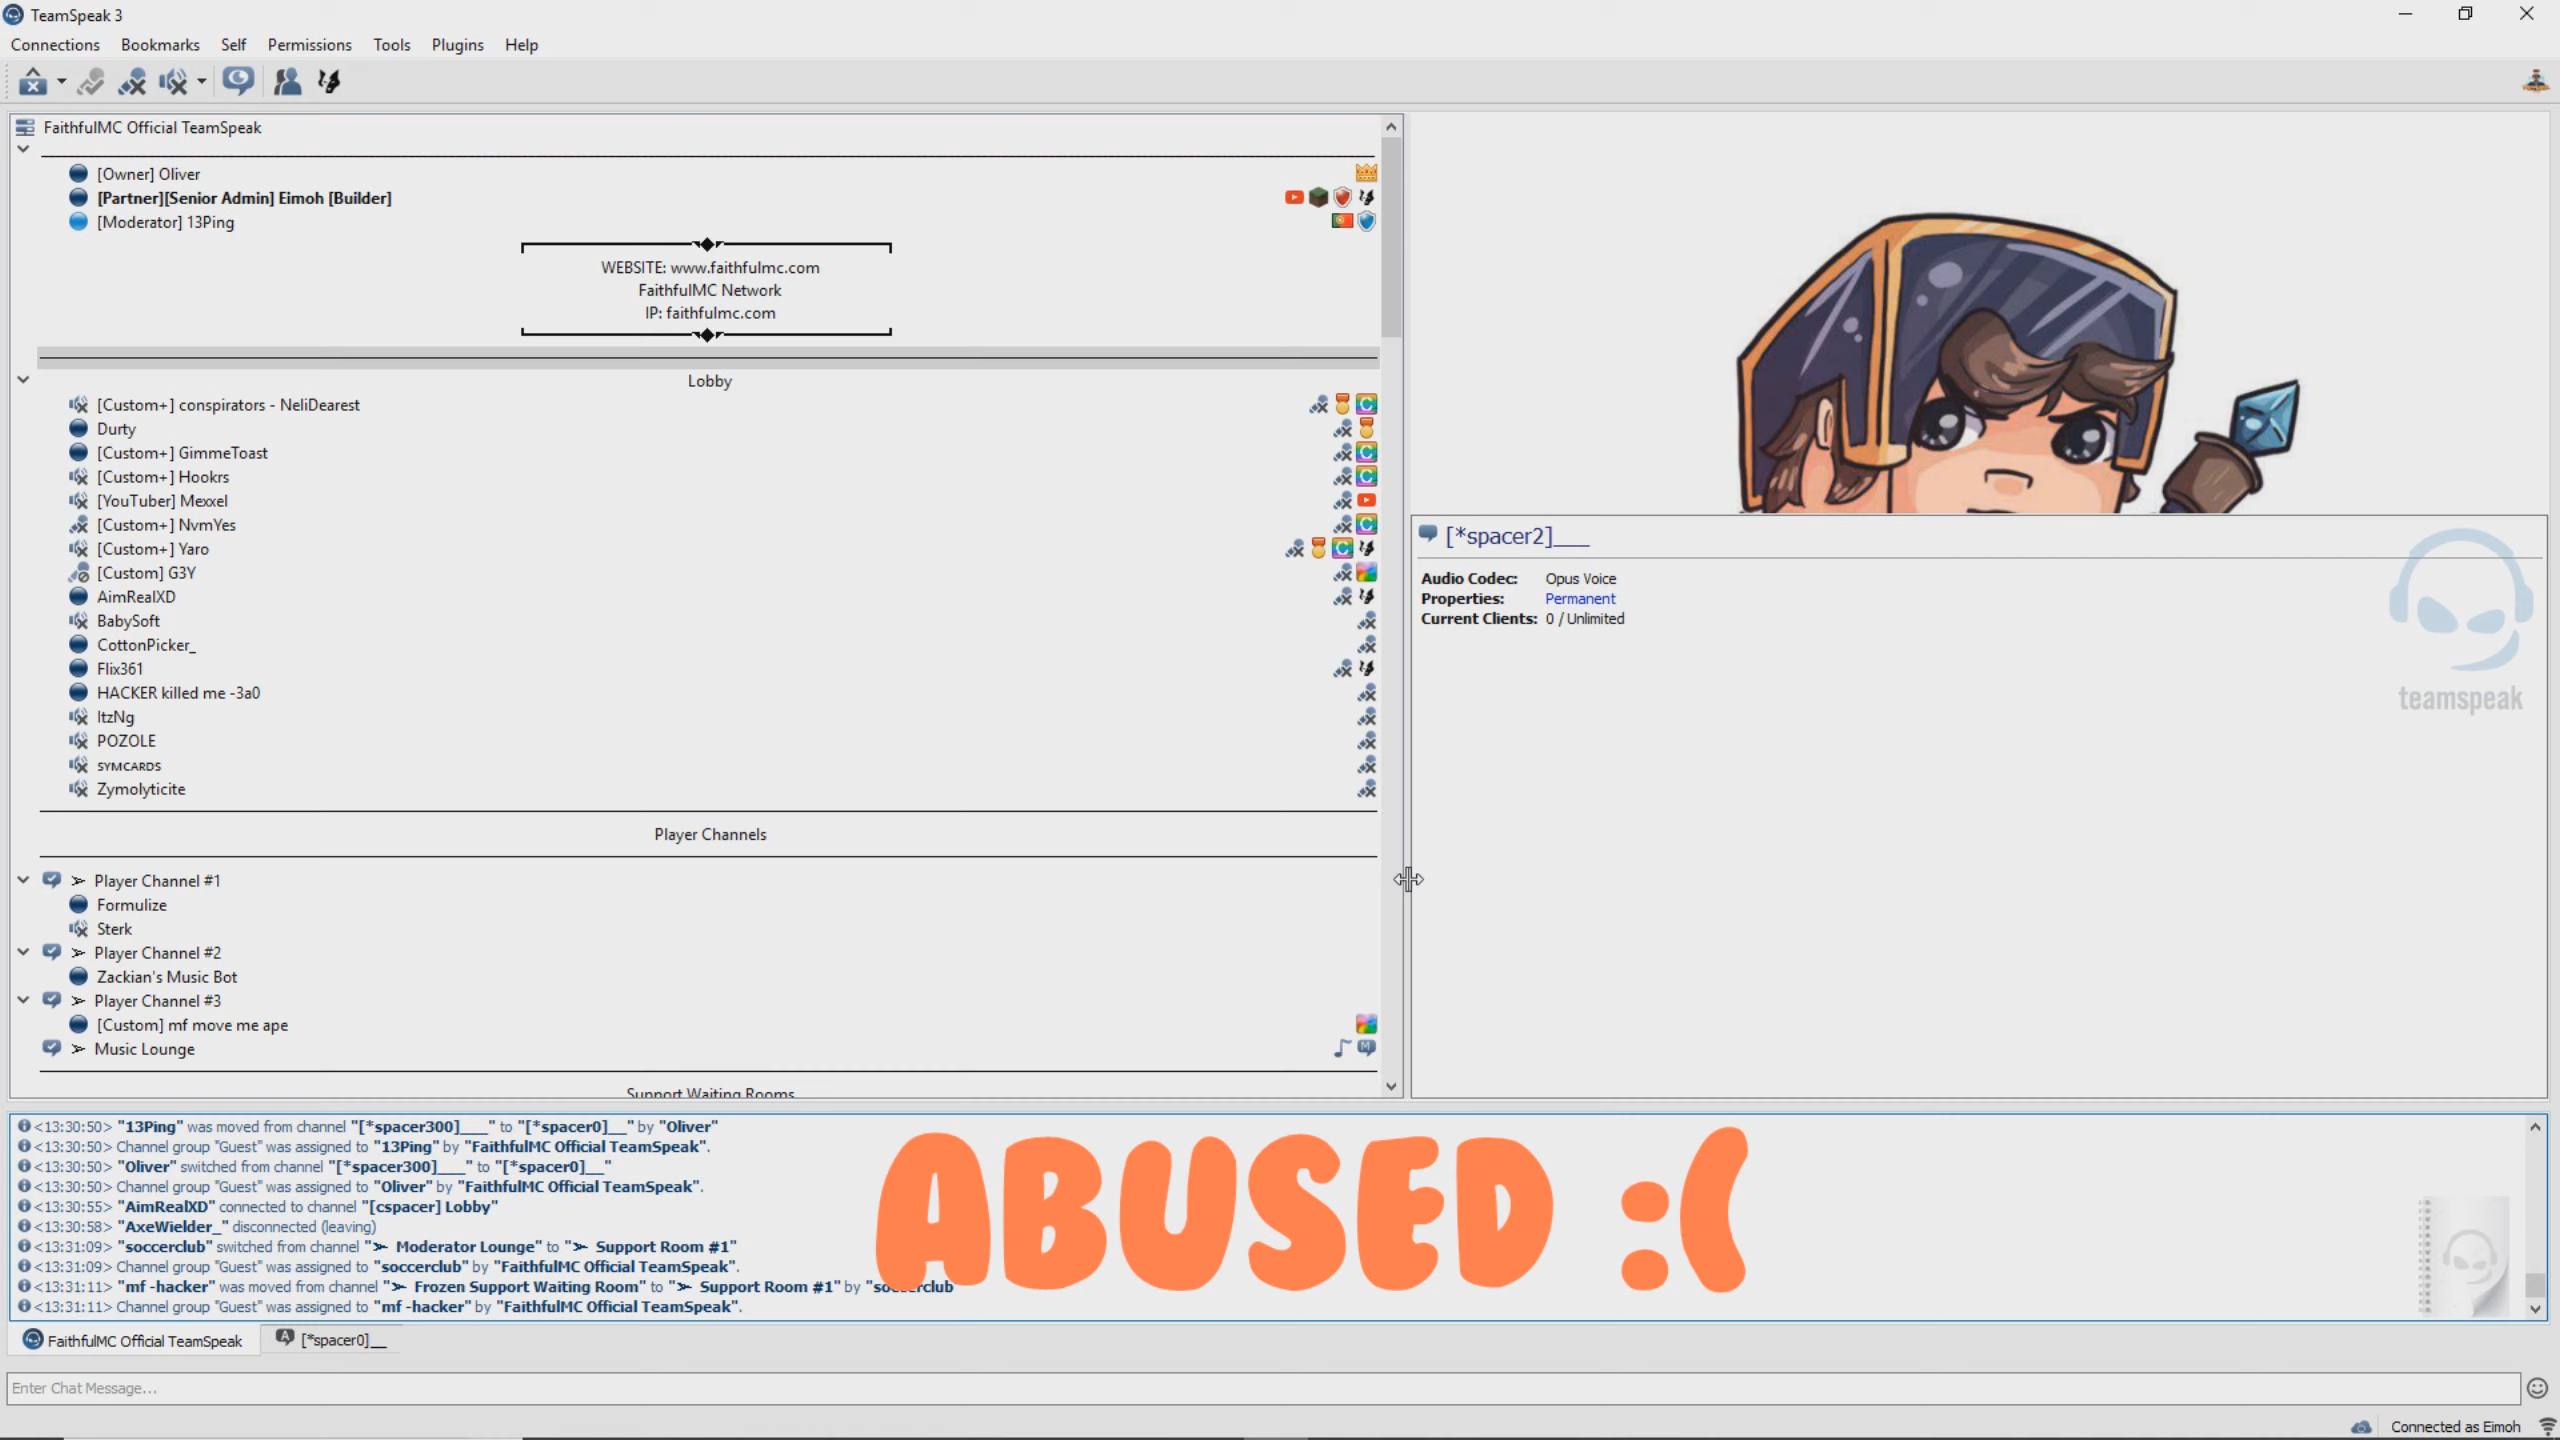 TeamSpeak 3
Connections Bookmarks Self Permissions Tools Plugins Help
FaithfulMC Official TeamSpeak
[Owner] Oliver
[Partner][Senior Admin] Eimoh [Builder]
[Moderator] 13Ping
WEBSITE: www.faithfulmc.com
FaithfulMC Network
IP: faithfulmc.com
Lobby
[Custom+] conspirators - NeliDearest
Durty
[Custom+] GimmeToast
[Custom+] Hookrs
[YouTuber] Mexxel
[Custom+] NvmYes
[Custom+] Yaro
[Custom] G3Y
AimRealXD
BabySoft
CottonPicker_
Flix361
HACKER killed me -3a0
ItzNg
POZOLE
SYMCARDS
Zymolyticite
Player Channels
➣ Player Channel #1
Formulize
Sterk
➣ Player Channel #2
Zackian's Music Bot
➣ Player Channel #3
[Custom] mf move me ape
➣ Music Lounge
Support Waiting Rooms
[*spacer2]___
Audio Codec: Opus Voice
Properties: Permanent
Current Clients: 0 / Unlimited
teamspeak
<13:30:50> "13Ping" was moved from channel "[*spacer300]___" to "[*spacer0]__" by "Oliver"
<13:30:50> Channel group "Guest" was assigned to "13Ping" by "FaithfulMC Official TeamSpeak".
<13:30:50> "Oliver" switched from channel "[*spacer300]___" to "[*spacer0]__"
<13:30:50> Channel group "Guest" was assigned to "Oliver" by "FaithfulMC Official TeamSpeak".
<13:30:55> "AimRealXD" connected to channel "[cspacer] Lobby"
<13:30:58> "AxeWielder_" disconnected (leaving)
<13:31:09> "soccerclub" switched from channel "➣ Moderator Lounge" to "➣ Support Room #1"
<13:31:09> Channel group "Guest" was assigned to "soccerclub" by "FaithfulMC Official TeamSpeak".
<13:31:11> "mf -hacker" was moved from channel "➣ Frozen Support Waiting Room" to "➣ Support Room #1" by "soccerclub
<13:31:11> Channel group "Guest" was assigned to "mf -hacker" by "FaithfulMC Official TeamSpeak".
ABUSED :(
FaithfulMC Official TeamSpeak [*spacer0]__
Enter Chat Message...
Connected as Eimoh